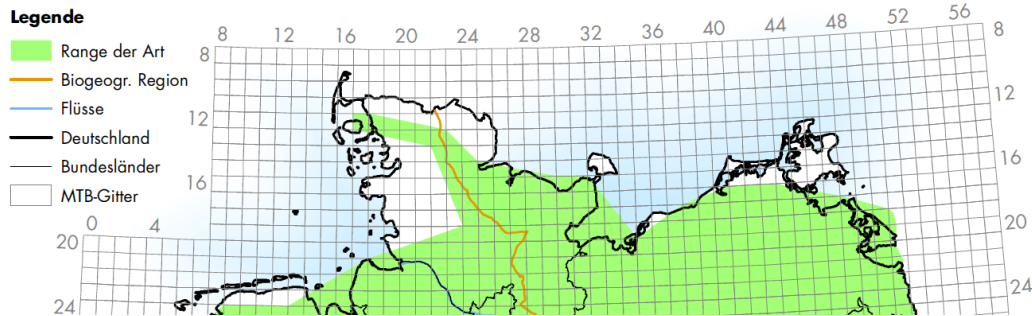 Legende
Range der Art
Biogeogr. Region
Flüsse
Deutschland
Bundesländer
MTB-Gitter
8 12 16 20 24 28 32 36 40 44 48 52 56
8 8
12 12
16 16
0 4
20 20
24 24